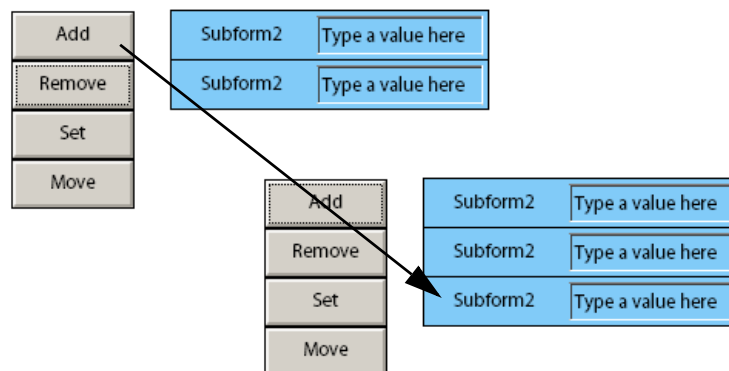 Add Subform2 Type a value here
Remove Subform2 Type a value here
Set
Move
Add Subform2 Type a value here
Remove Subform2 Type a value here
Set Subform2 Type a value here
Move